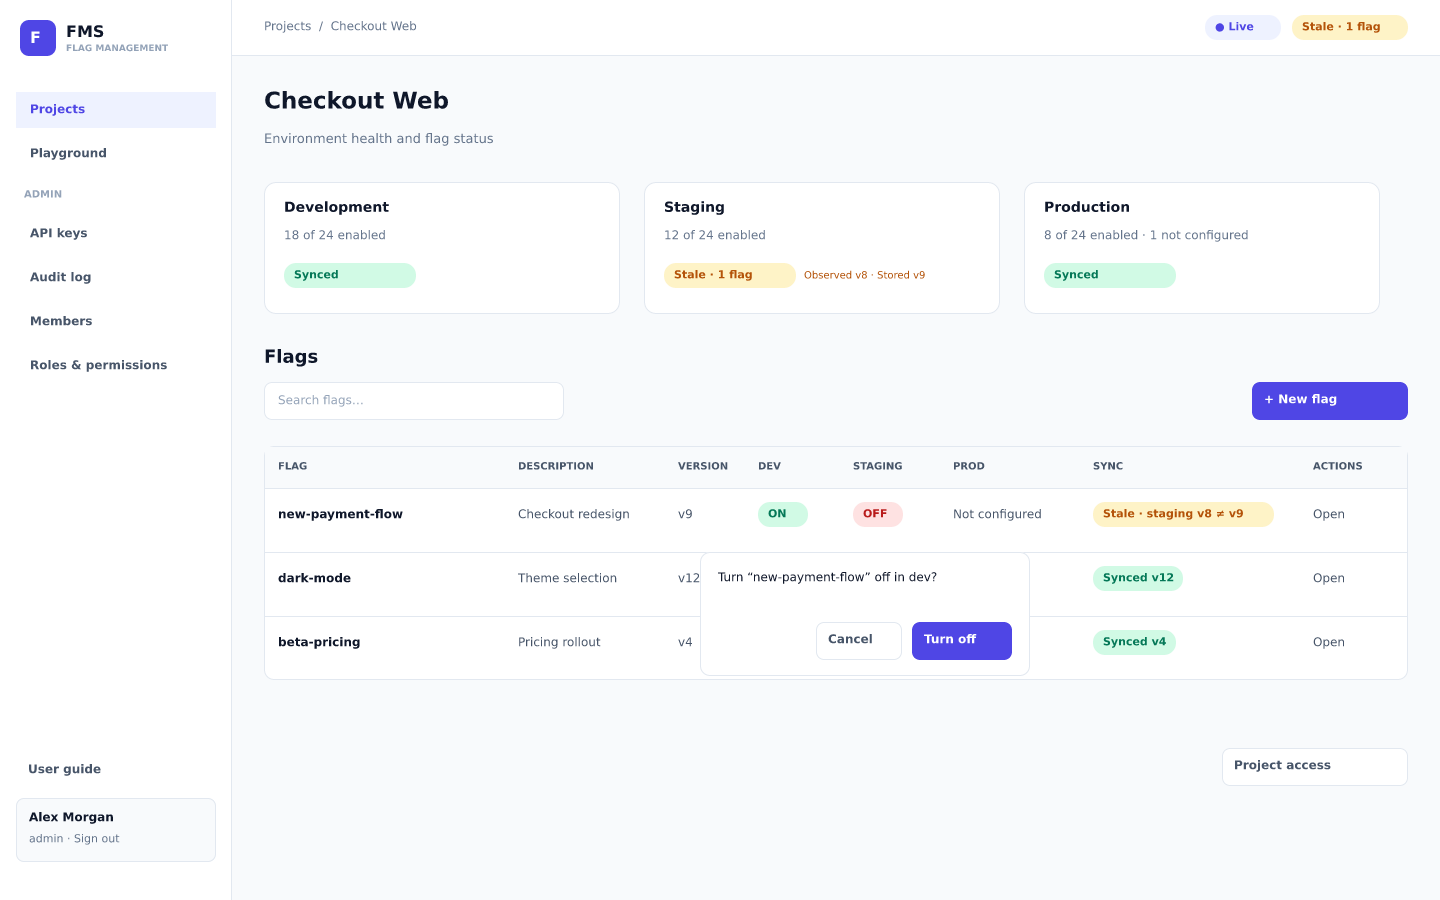 F
FMS
FLAG MANAGEMENT
Projects
Playground
ADMIN
API keys
Audit log
Members
Roles & permissions
User guide
Alex Morgan
admin · Sign out
Projects / Checkout Web
● Live
Stale · 1 flag
Checkout Web
Environment health and flag status
Development
18 of 24 enabled
Synced
Staging
12 of 24 enabled
Stale · 1 flag
Observed v8 · Stored v9
Production
8 of 24 enabled · 1 not configured
Synced
Flags
Search flags...
+ New flag
FLAG DESCRIPTION VERSION DEV STAGING PROD SYNC ACTIONS
new-payment-flow Checkout redesign v9 ON OFF Not configured Stale · staging v8 ≠ v9 Open
dark-mode Theme selection v12 Synced v12 Open
beta-pricing Pricing rollout v4 Synced v4 Open
Turn “new-payment-flow” off in dev?
Cancel
Turn off
Project access